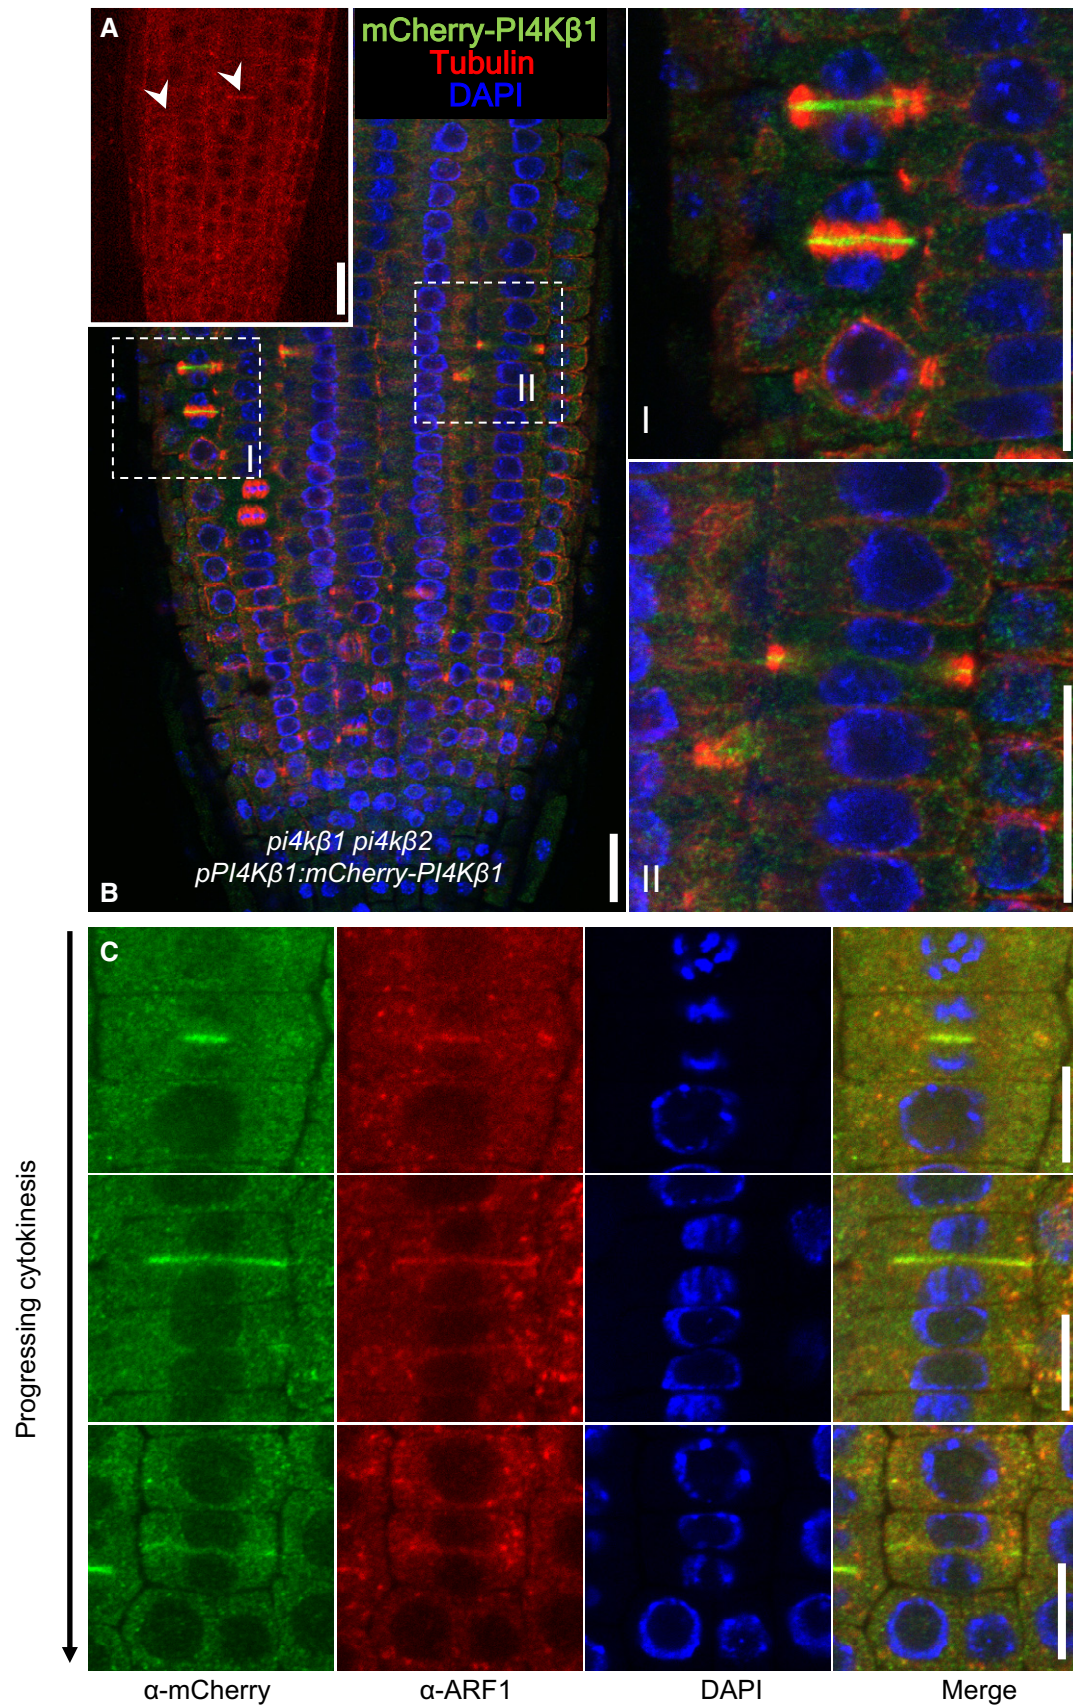 A
mCherry-PI4Kβ1
Tubulin
DAPI
I
II
I
II
pi4kβ1 pi4kβ2
pPI4Kβ1:mCherry-PI4Kβ1
B
C
Progressing cytokinesis
α-mCherry
α-ARF1
DAPI
Merge